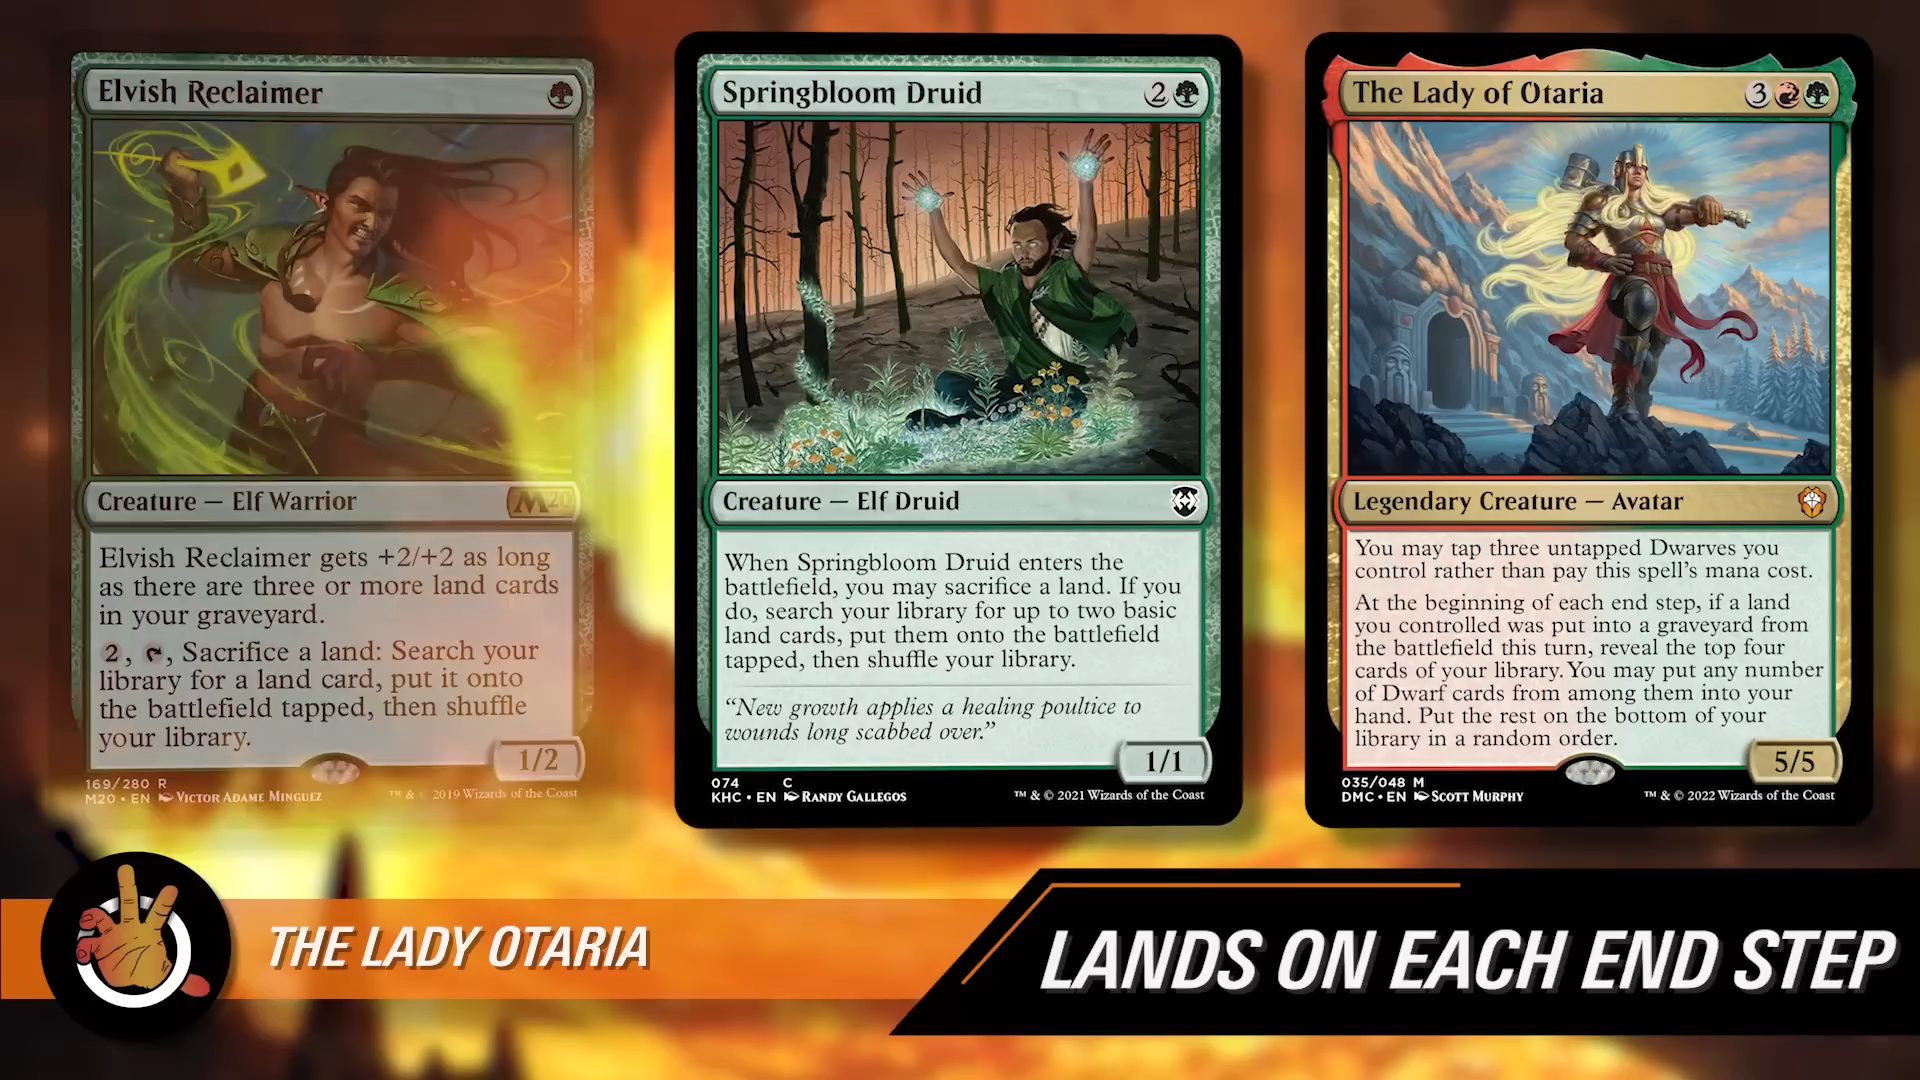 Elvish Reclaimer
Creature — Elf Warrior
M20
Elvish Reclaimer gets +2/+2 as long
as there are three or more land cards
in your graveyard.
2, , Sacrifice a land: Search your
library for a land card, put it onto
the battlefield tapped, then shuffle
your library.
1/2
169/280 R
M20 • EN VICTOR ADAME MINGUEZ
™ & © 2019 Wizards of the Coast
Springbloom Druid 2
Creature — Elf Druid
When Springbloom Druid enters the
battlefield, you may sacrifice a land. If you
do, search your library for up to two basic
land cards, put them onto the battlefield
tapped, then shuffle your library.
“New growth applies a healing poultice to
wounds long scabbed over.”
1/1
074 C
KHC • EN RANDY GALLEGOS
™ & © 2021 Wizards of the Coast
The Lady of Otaria 3
Legendary Creature — Avatar
You may tap three untapped Dwarves you
control rather than pay this spell’s mana cost.
At the beginning of each end step, if a land
you controlled was put into a graveyard from
the battlefield this turn, reveal the top four
cards of your library. You may put any number
of Dwarf cards from among them into your
hand. Put the rest on the bottom of your
library in a random order.
5/5
035/048 M
DMC • EN SCOTT MURPHY
™ & © 2022 Wizards of the Coast
THE LADY OTARIA
LANDS ON EACH END STEP